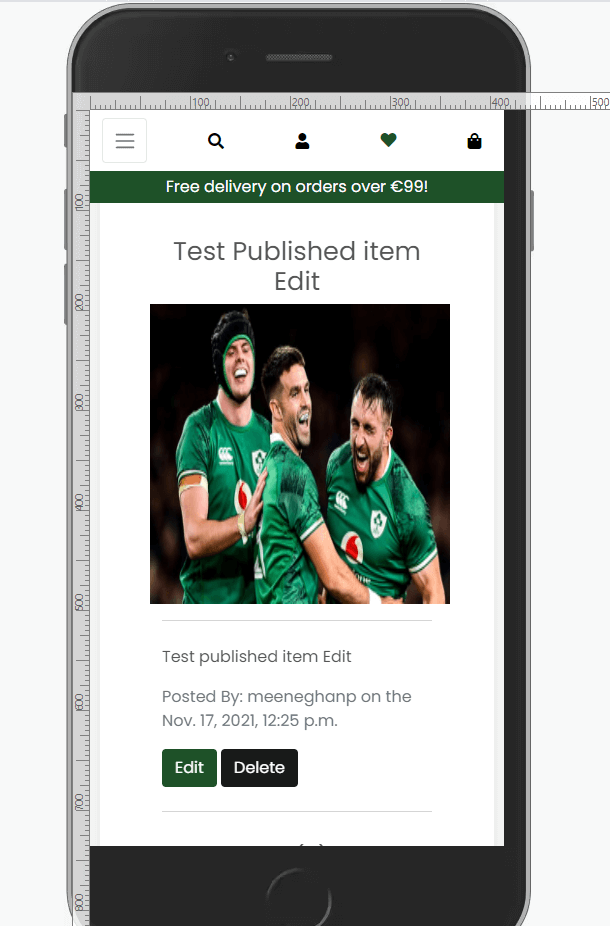 100 200 300 400 500
Free delivery on orders over €99!
100
Test Published item
Edit
200
300
400
500
Test published item Edit
600
Posted By: meeneghanp on the
Nov. 17, 2021, 12:25 p.m.
Edit Delete
700
800